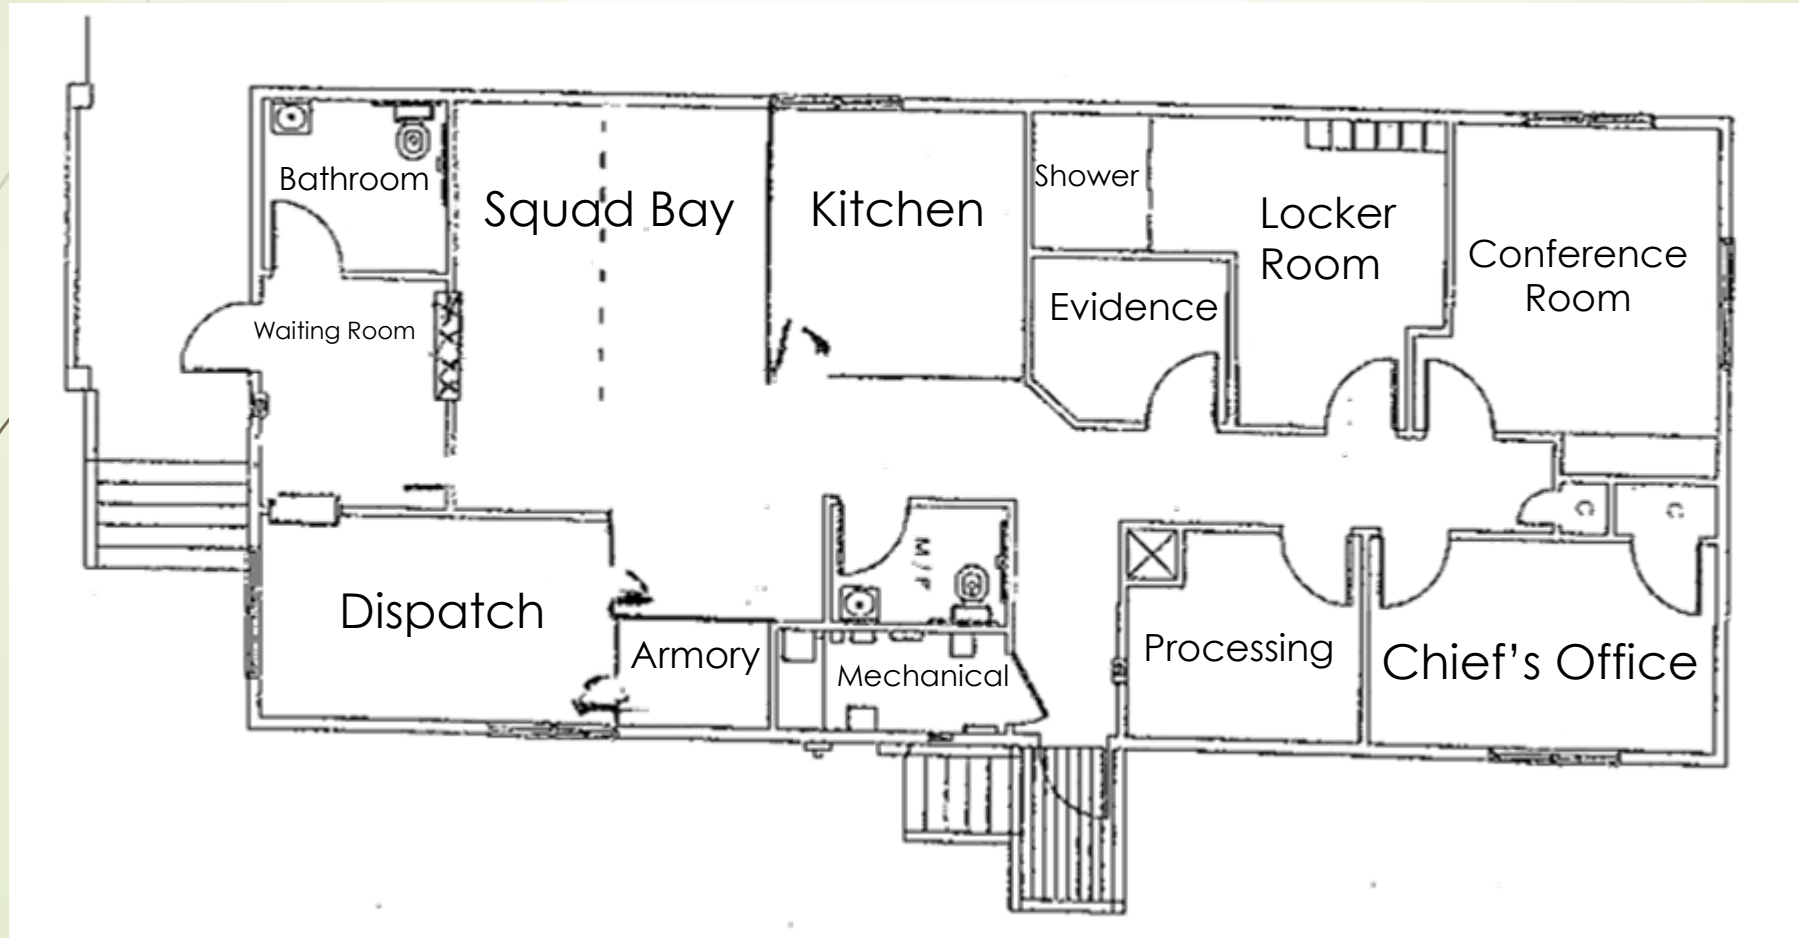 Bathroom
Squad Bay
Kitchen
Shower
Locker
Room
Conference
Room
Evidence
Waiting Room
C
C
M/F
Dispatch
Armory
Mechanical
Processing
Chief's Office